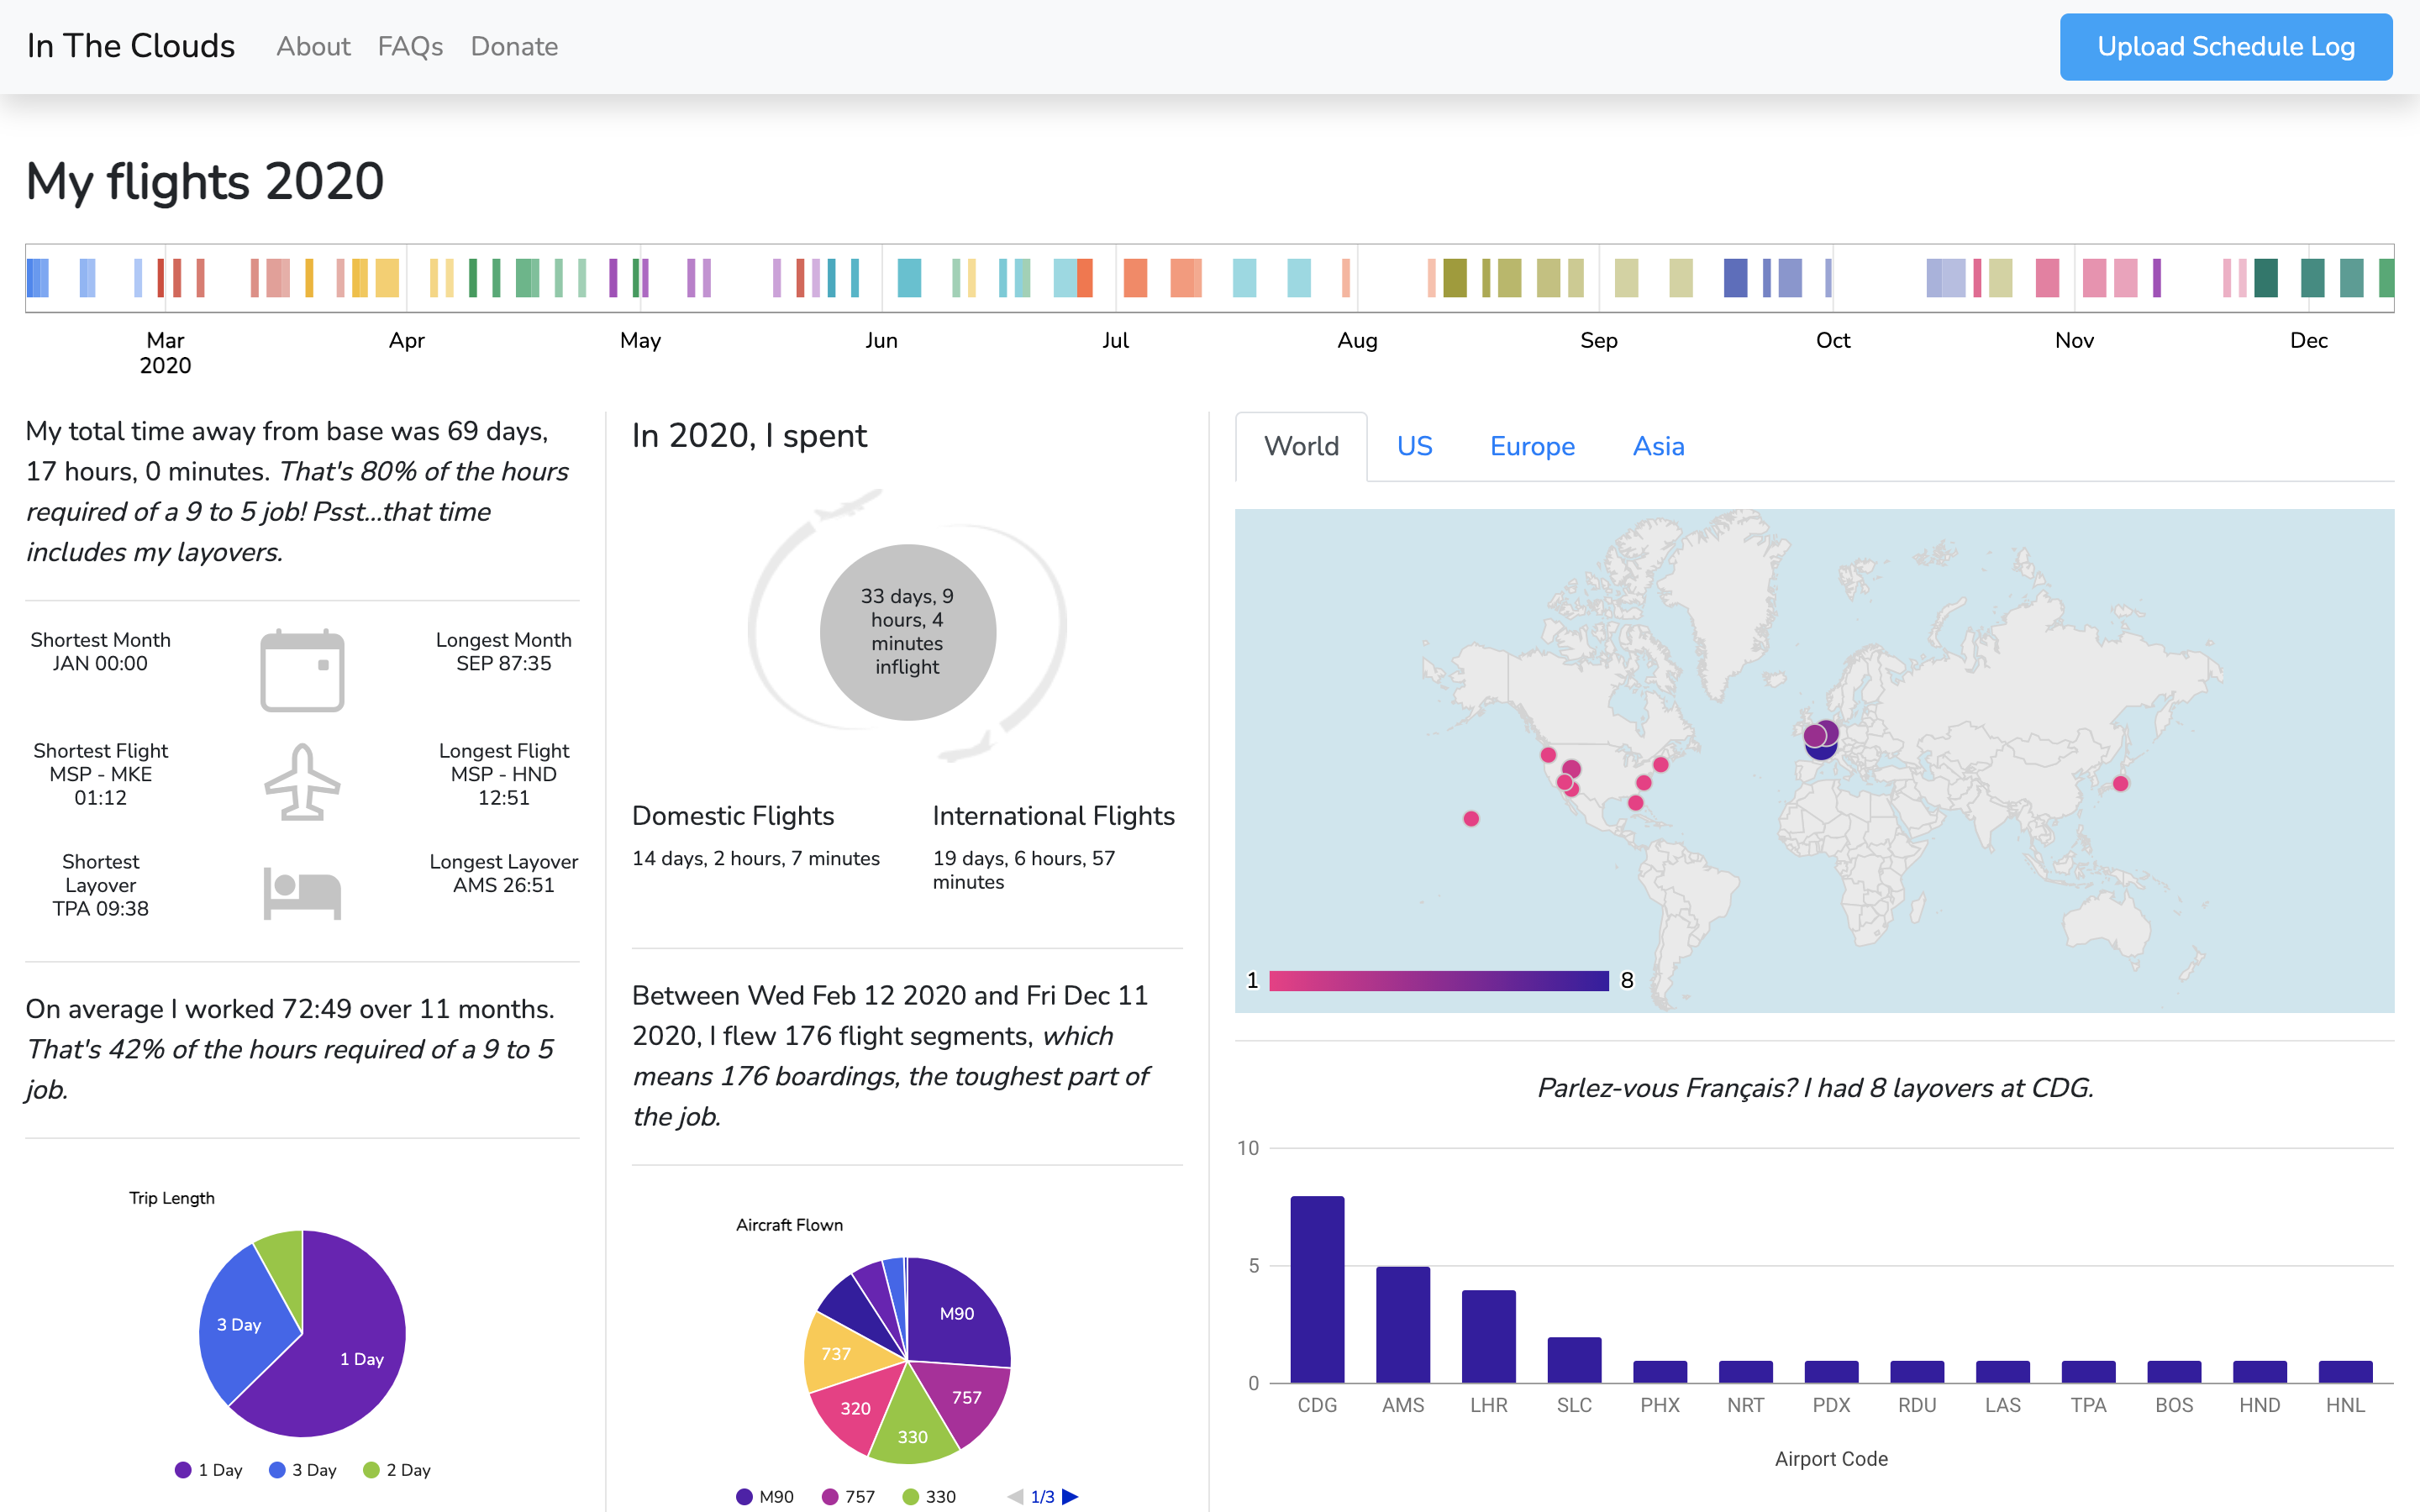 In The Clouds About FAQs Donate Upload Schedule Log
My flights 2020
Mar Apr May Jun Jul Aug Sep Oct Nov Dec
2020
My total time away from base was 69 days,
17 hours, 0 minutes. That's 80% of the hours
required of a 9 to 5 job! Psst...that time
includes my layovers.
Shortest Month
JAN 00:00
Longest Month
SEP 87:35
Shortest Flight
MSP - MKE
01:12
Longest Flight
MSP - HND
12:51
Shortest
Layover
TPA 09:38
Longest Layover
AMS 26:51
On average I worked 72:49 over 11 months.
That's 42% of the hours required of a 9 to 5
job.
Trip Length
3 Day
1 Day
1 Day 3 Day 2 Day
In 2020, I spent
33 days, 9
hours, 4
minutes
inflight
Domestic Flights
14 days, 2 hours, 7 minutes
International Flights
19 days, 6 hours, 57
minutes
Between Wed Feb 12 2020 and Fri Dec 11
2020, I flew 176 flight segments, which
means 176 boardings, the toughest part of
the job.
Aircraft Flown
M90
737
757
320
330
M90 757 330 1/3
World US Europe Asia
1 8
Parlez-vous Français? I had 8 layovers at CDG.
10
5
0
CDG AMS LHR SLC PHX NRT PDX RDU LAS TPA BOS HND HNL
Airport Code